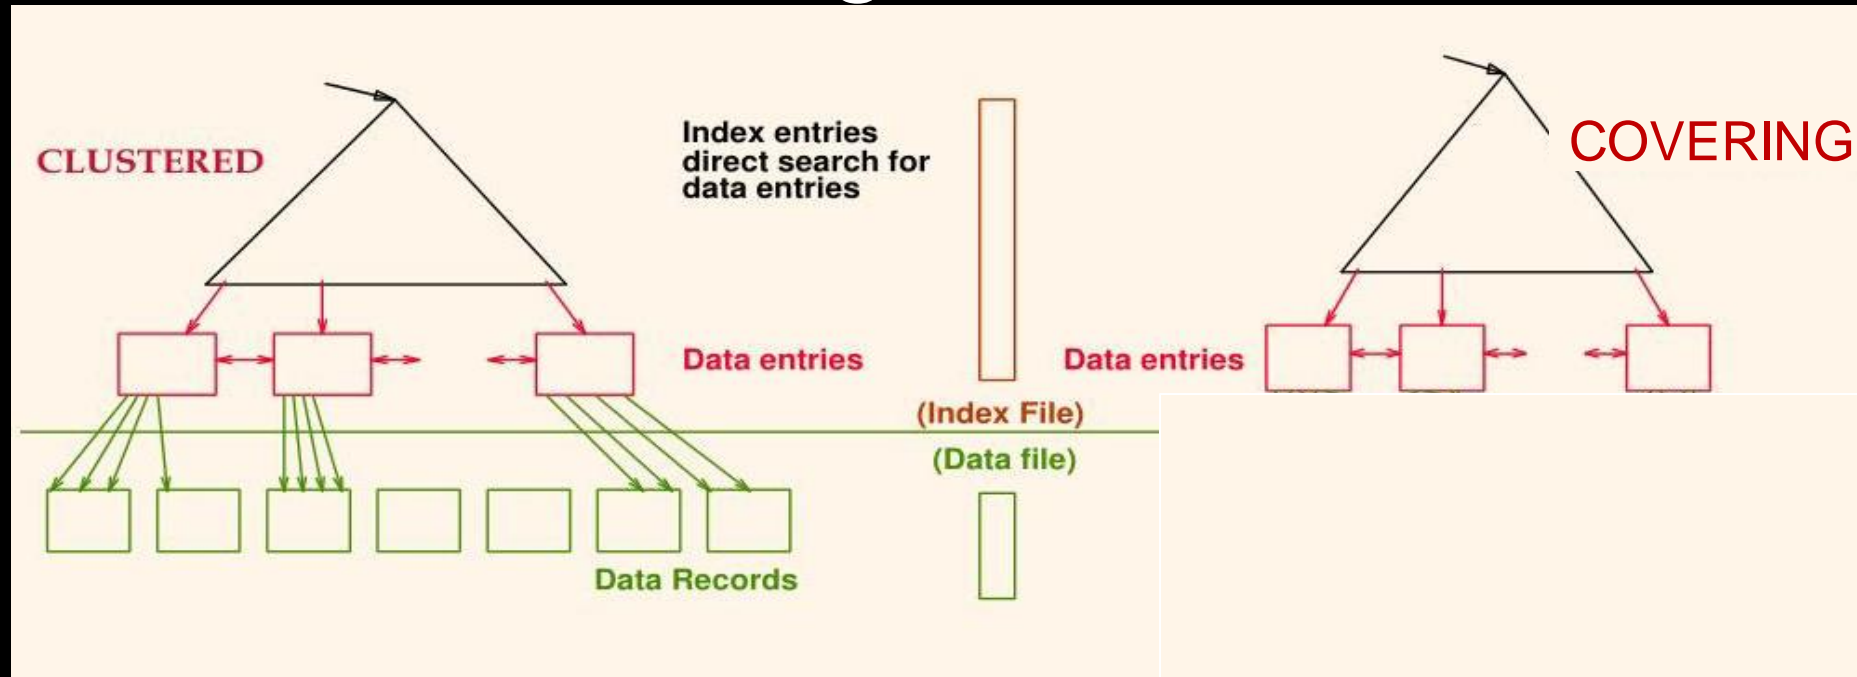 CLUSTERED
Index entries
direct search for
data entries
COVERING
Data entries
Data entries
(Index File)
(Data file)
Data Records